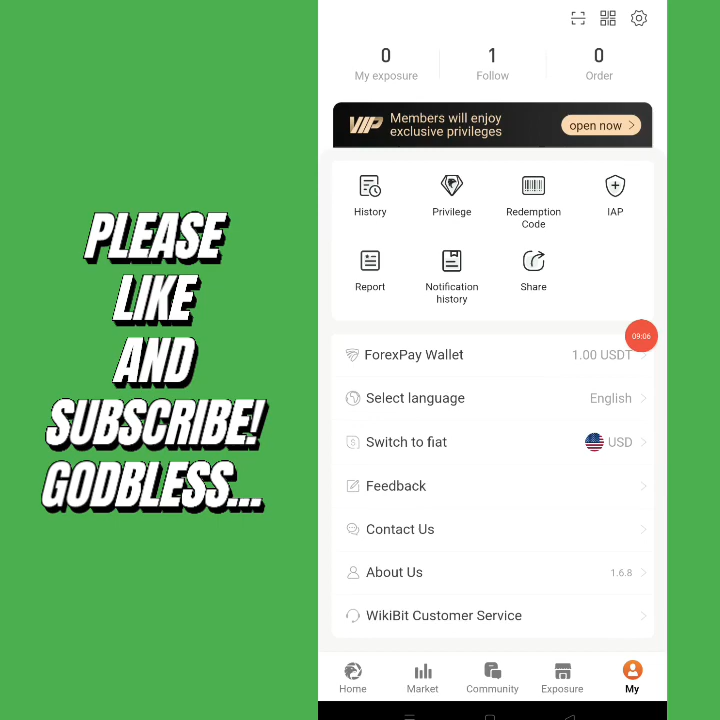 PLEASE
LIKE
AND
SUBSCRIBE!
GODBLESS...
0
My exposure
1
Follow
0
Order
VIP
Members will enjoy
exclusive privileges
open now
History
Privilege
Redemption
Code
IAP
Report
Notification
history
Share
09:06
ForexPay Wallet
1.00 USDT
Select language
English
Switch to fiat
USD
Feedback
Contact Us
About Us
1.6.8
WikiBit Customer Service
Home
Market
Community
Exposure
My